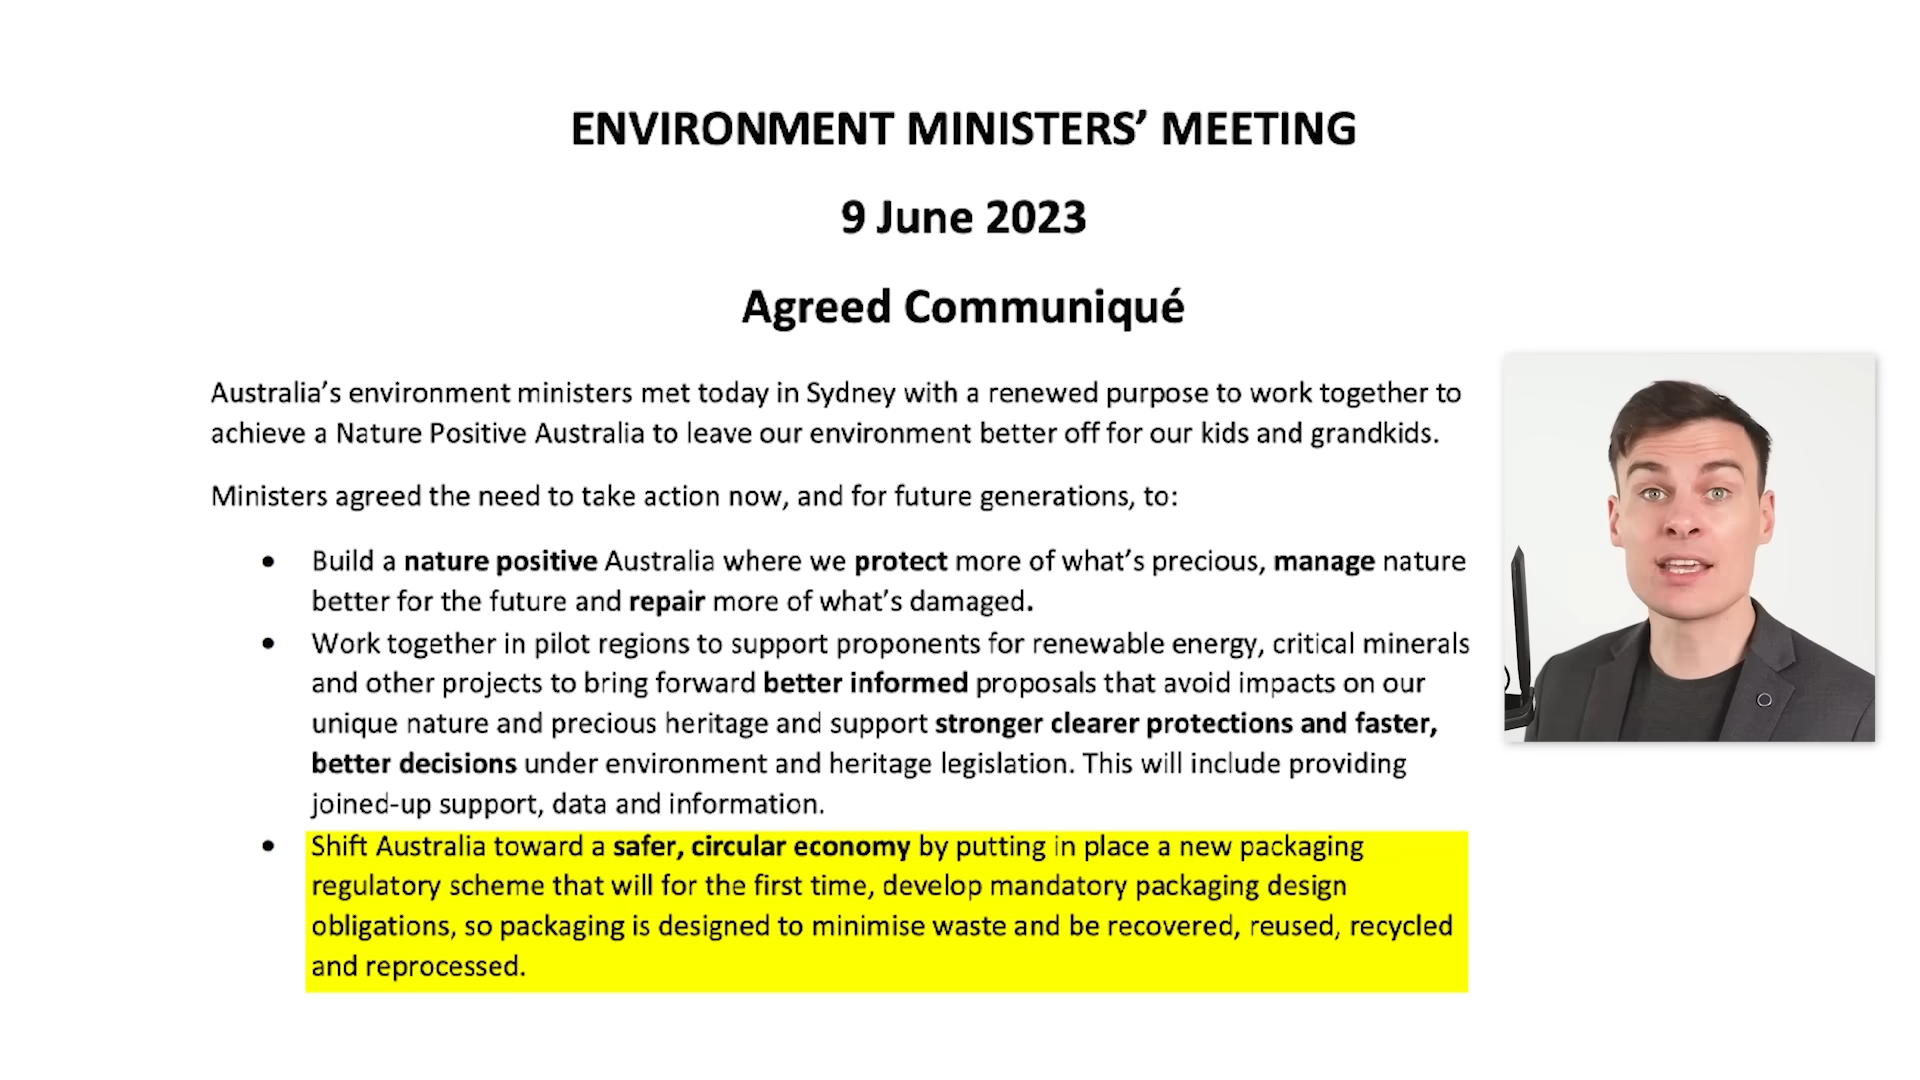 ENVIRONMENT MINISTERS’ MEETING
9 June 2023
Agreed Communiqué
Australia’s environment ministers met today in Sydney with a renewed purpose to work together to
achieve a Nature Positive Australia to leave our environment better off for our kids and grandkids.
Ministers agreed the need to take action now, and for future generations, to:
• Build a nature positive Australia where we protect more of what’s precious, manage nature
better for the future and repair more of what’s damaged.
• Work together in pilot regions to support proponents for renewable energy, critical minerals
and other projects to bring forward better informed proposals that avoid impacts on our
unique nature and precious heritage and support stronger clearer protections and faster,
better decisions under environment and heritage legislation. This will include providing
joined-up support, data and information.
• Shift Australia toward a safer, circular economy by putting in place a new packaging
regulatory scheme that will for the first time, develop mandatory packaging design
obligations, so packaging is designed to minimise waste and be recovered, reused, recycled
and reprocessed.